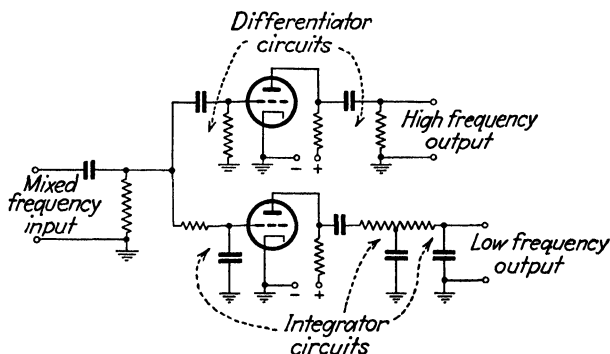 Differentiator
circuits
High frequency
output
- +
Mixed
frequency
input
Low frequency
output
- +
Integrator
circuits